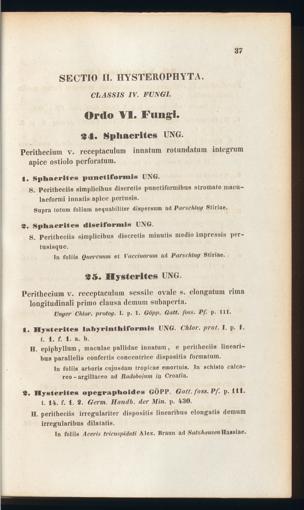 37
SECTIO II. HYSTEROPHYTA.
CLASSIS IV. FUNGI.
Ordo VI. Fungi.
24. Sphaerites UNG.
Perithecium v. receptaculum innatum rotundatum integrum
apice ostiolo perforatum.
1. Sphaerites punctiformis UNG.
S. Peritheciis simplicibus discretis punctiformibus stromate macu-
laeformi innatis apice pertusis.
Supra totum folium aequabiliter dispersum ad Parschlug Stiriae.
2. Sphaerites disciformis UNG.
S. Peritheciis simplicibus discretis minutis medio impressis per-
tusisque.
In foliis Quercuum et Vacciniorum ad Parschlug Stiriae.
25. Hysterites UNG.
Perithecium v. receptaculum sessile ovale s. elongatum rima
longitudinali primo clausa demum subaperta.
Unger Chlor. protog. I. p. 1. Göpp. Gatt. foss. Pf. p. 111.
1. Hysterites labyrinthiformis UNG. Chlor. prot. I. p. 1.
t. 1. f. 1. a. b.
H. epiphyllum, maculae pallidae innatum, e peritheciis lineari-
bus parallelis confertis concentrice dispositis formatum.
In foliis arboris cujusdam tropicae emortuis. In schisto calca-
reo - argillaceo ad Radobojum in Croatia.
2. Hysterites opegraphoides GÖPP. Gatt. foss. Pf. p. 111.
t. 14. f. 1. 2. Germ. Handb. der Min. p. 430.
H. peritheciis irregulariter dispositis linearibus elongatis demum
irregularibus dilatatis.
In foliis Aceris tricuspidati Alex. Braun ad Salzhausen Hassiae.